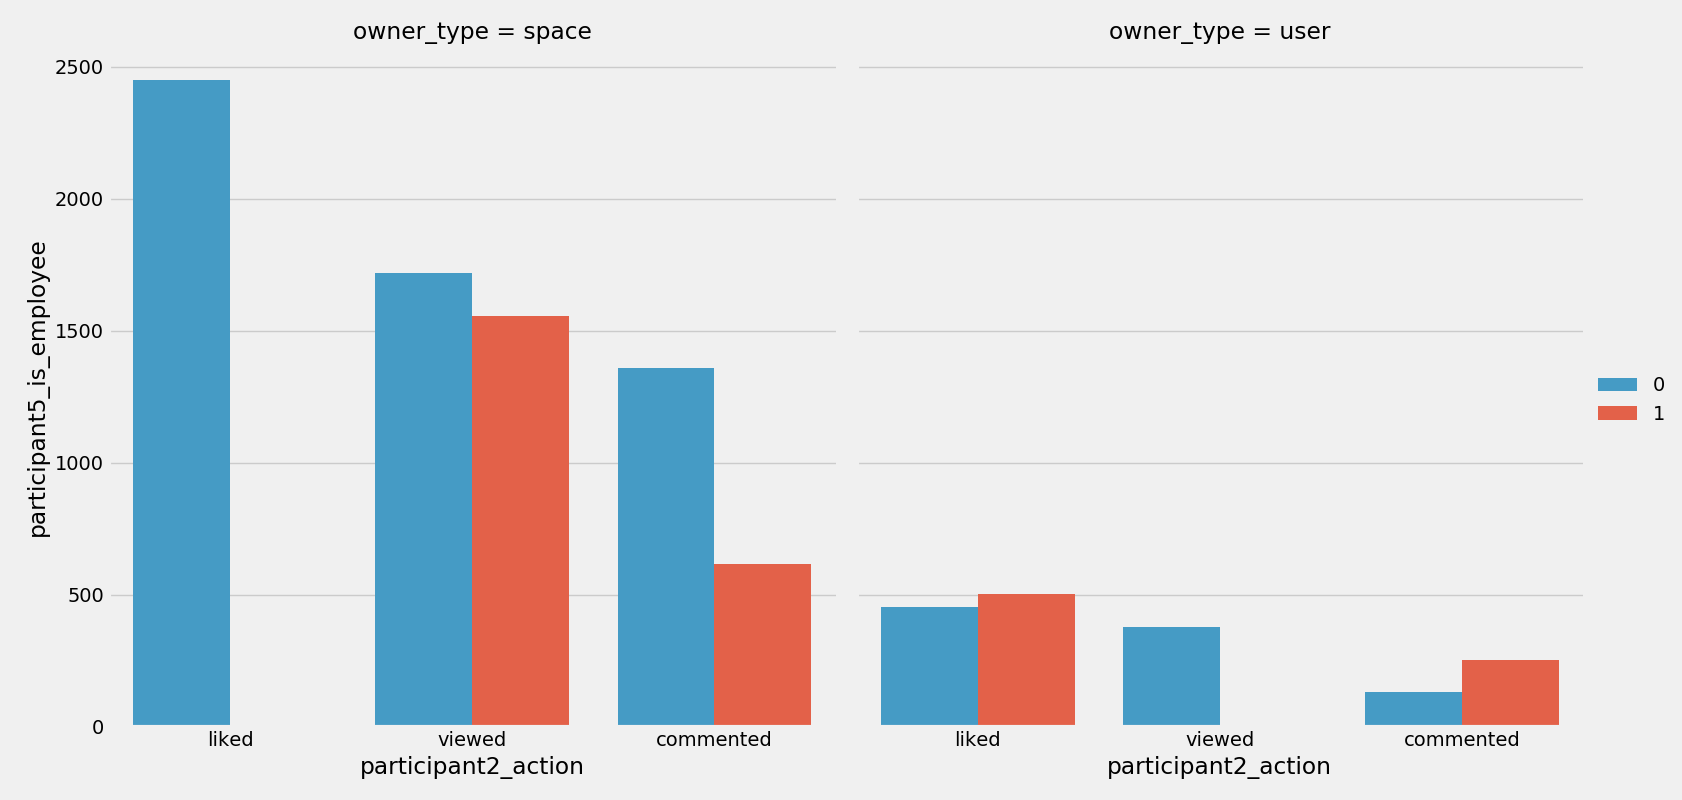 owner_type = space
owner_type = user
participant5_is_employee
2500
2000
1500
1000
500
0
liked
viewed
commented
participant2_action
liked
viewed
commented
participant2_action
0
1